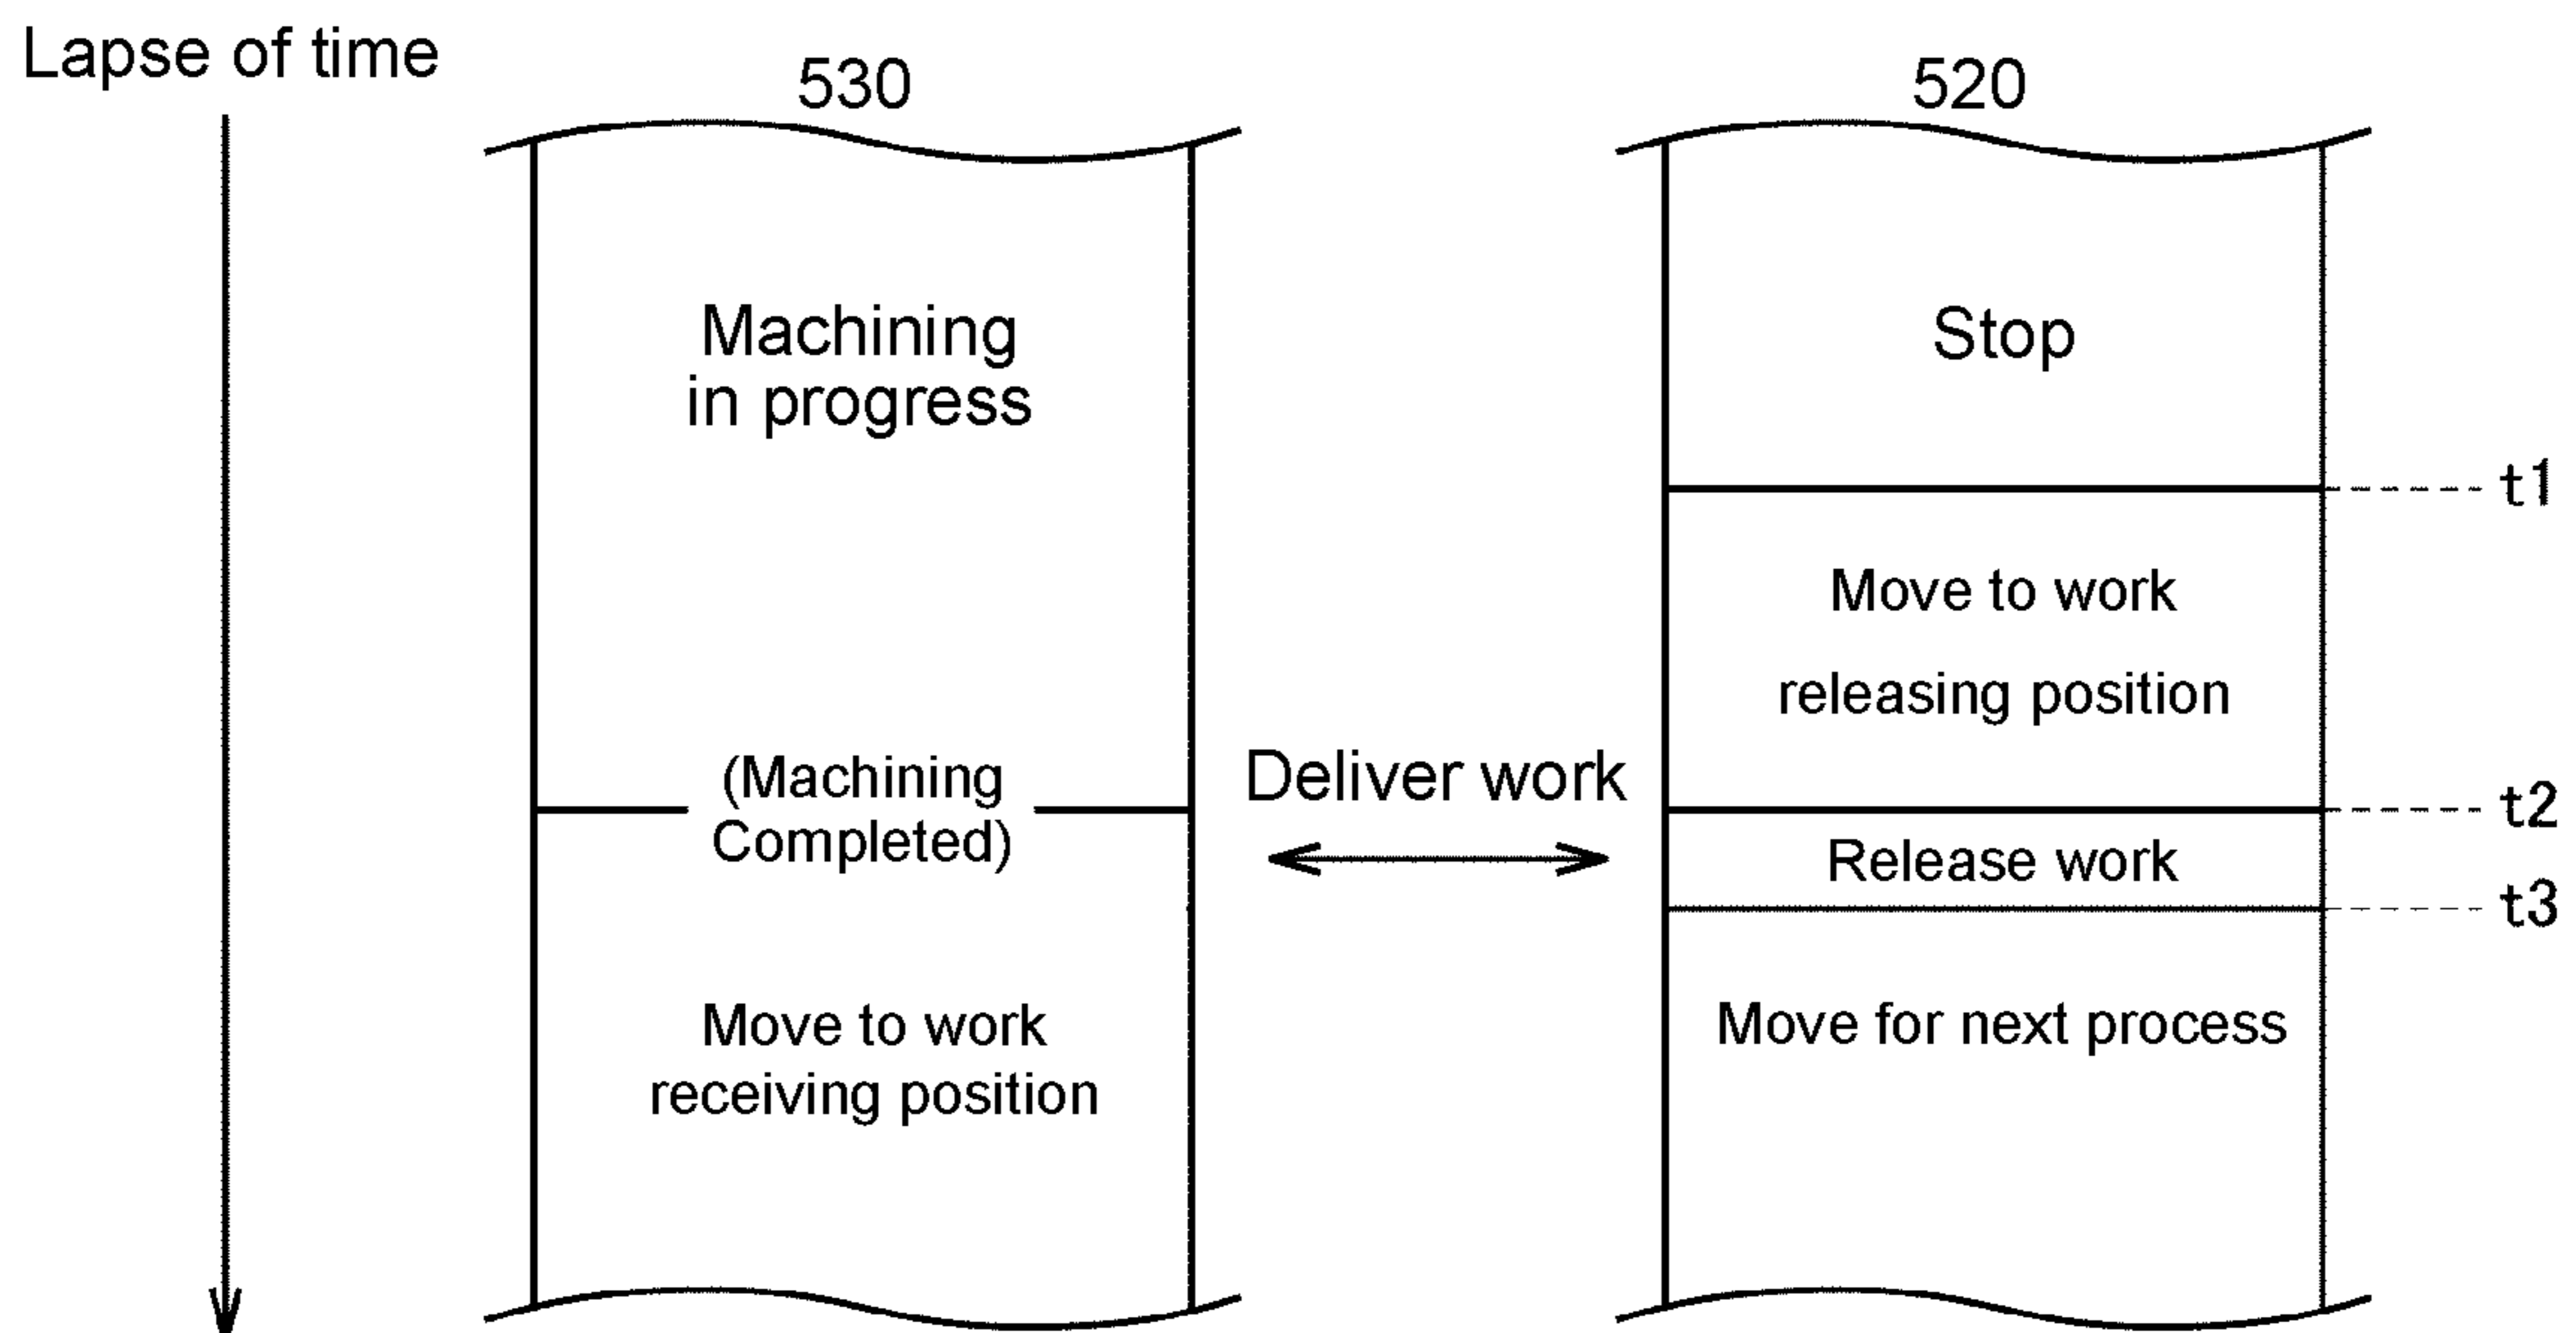 Lapse of time
530
520
Machining
in progress
Stop
t1
Move to work
releasing position
(Machining
Completed)
Deliver work
t2
Release work
t3
Move to work
receiving position
Move for next process